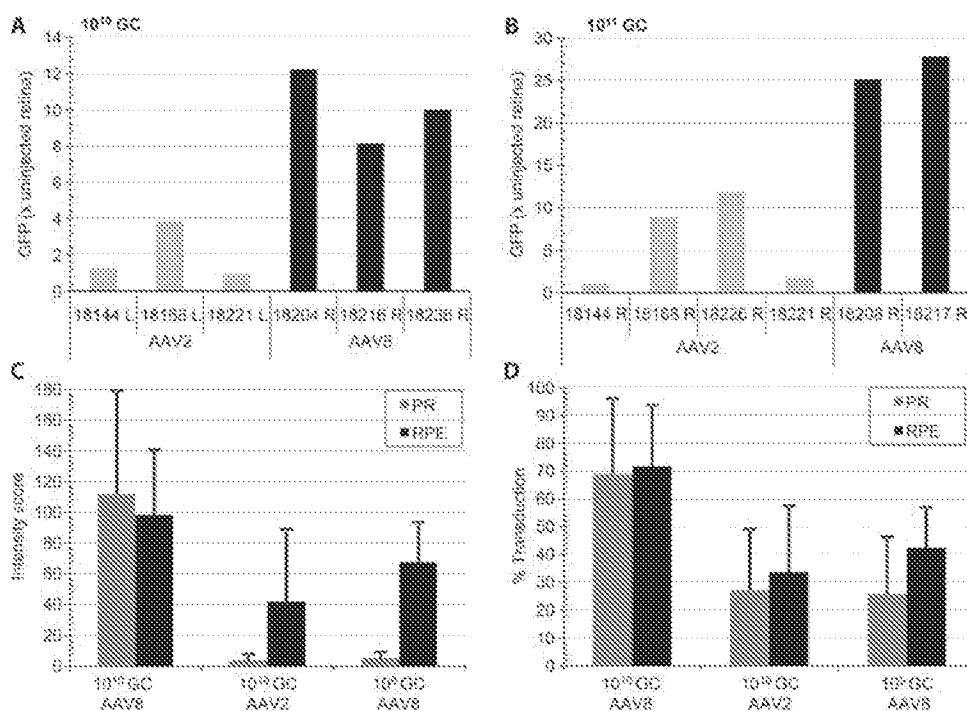 A 10¹⁰ GC
GFP (x uninjected retina)
14
12
10
8
6
4
2
0
18144 L 18168 L 18221 L 18204 R 18216 R 18236 R
AAV2 AAV8
B 10¹¹ GC
GFP (x uninjected retina)
30
25
20
15
10
5
0
18144 R 18168 R 18226 R 18221 R 18208 R 18217 R
AAV2 AAV8
C
Intensity score
180
160
140
120
100
80
60
40
20
0
PR
RPE
10¹⁰ GC 10¹⁰ GC 10⁹ GC
AAV8 AAV2 AAV8
D
% Transduction
100
90
80
70
60
50
40
30
20
10
0
PR
RPE
10¹⁰ GC 10¹⁰ GC 10⁹ GC
AAV8 AAV2 AAV8